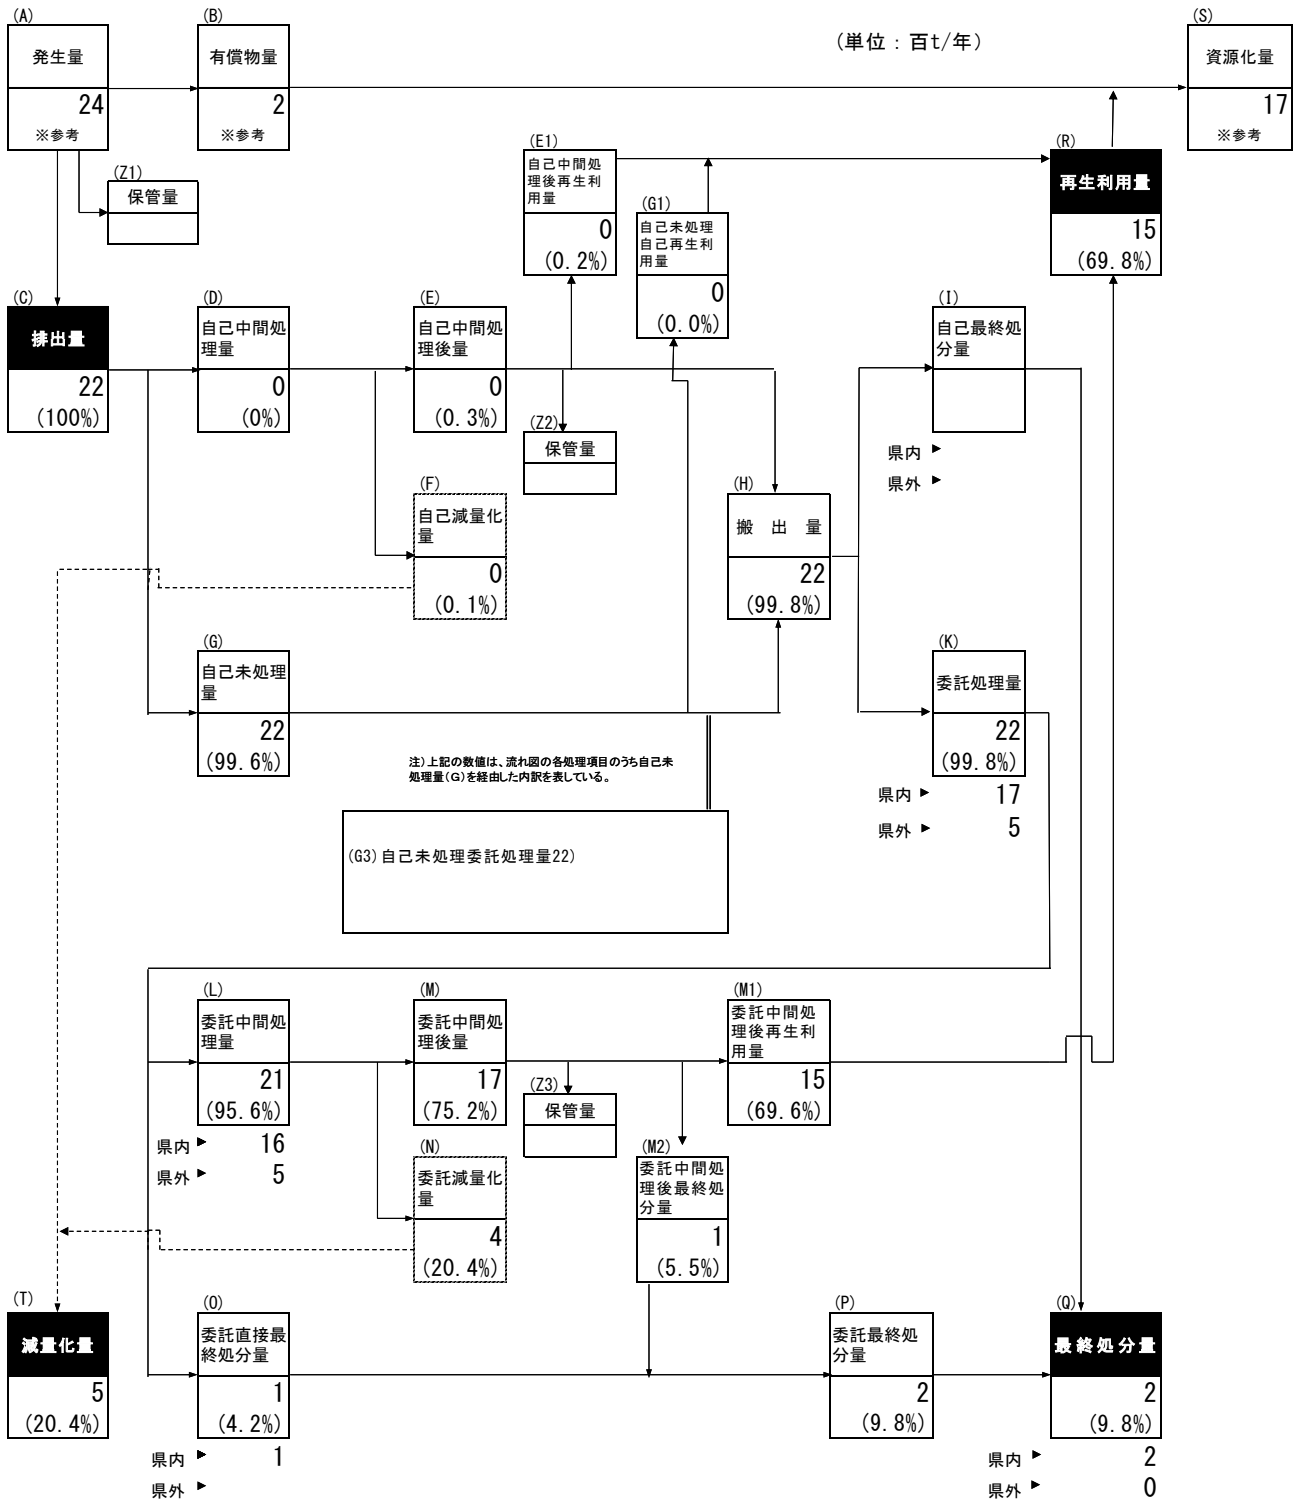 (A)
発生量
24
※参考
(B)
有償物量
2
※参考
(単位：百t/年)
(S)
資源化量
17
※参考
(Z1)
保管量
(E1)
自己中間処
理後再生利
用量
0
(0.2%)
(G1)
自己未処理
自己再生利
用量
0
(0.0%)
(R)
再生利用量
15
(69.8%)
(C)
排出量
22
(100%)
(D)
自己中間処
理量
0
(0%)
(E)
自己中間処
理後量
0
(0.3%)
(Z2)
保管量
(I)
自己最終処
分量
県内 ▶
県外 ▶
(F)
自己減量化
量
0
(0.1%)
(H)
搬 出 量
22
(99.8%)
(G)
自己未処理
量
22
(99.6%)
(K)
委託処理量
22
(99.8%)
県内 ▶ 17
県外 ▶ 5
注)上記の数値は、流れ図の各処理項目のうち自己未
処理量(G)を経由した内訳を表している。
(G3)自己未処理委託処理量22)
(L)
委託中間処
理量
21
(95.6%)
県内 ▶ 16
県外 ▶ 5
(M)
委託中間処
理後量
17
(75.2%)
(Z3)
保管量
(M1)
委託中間処
理後再生利
用量
15
(69.6%)
(N)
委託減量化
量
4
(20.4%)
(M2)
委託中間処
理後最終処
分量
1
(5.5%)
(T)
減量化量
5
(20.4%)
(O)
委託直接最
終処分量
1
(4.2%)
県内 ▶ 1
県外 ▶
(P)
委託最終処
分量
2
(9.8%)
(Q)
最終処分量
2
(9.8%)
県内 ▶ 2
県外 ▶ 0